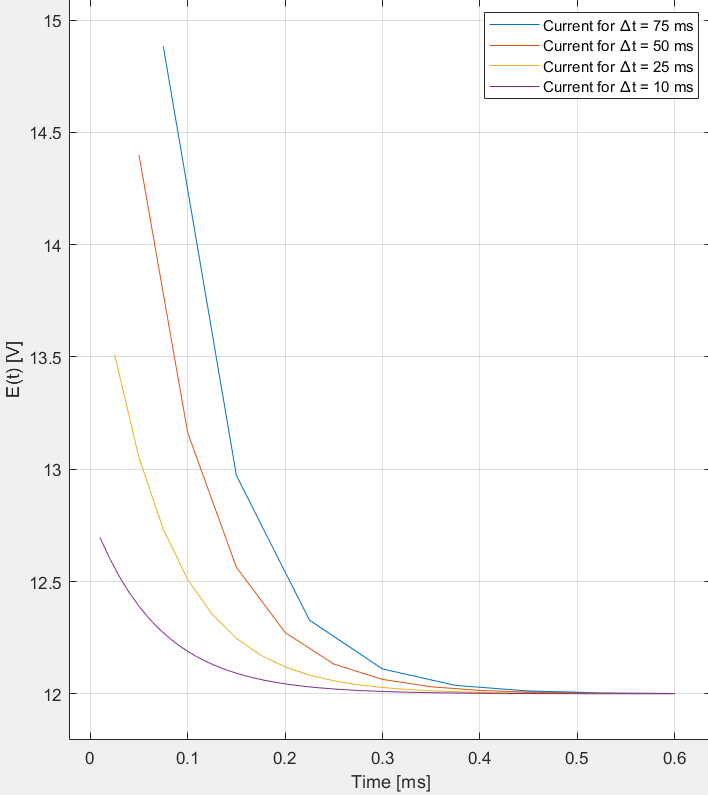 Current for Δt = 75 ms
Current for Δt = 50 ms
Current for Δt = 25 ms
Current for Δt = 10 ms
15
14.5
14
13.5
13
12.5
12
E(t) [V]
0 0.1 0.2 0.3 0.4 0.5 0.6
Time [ms]